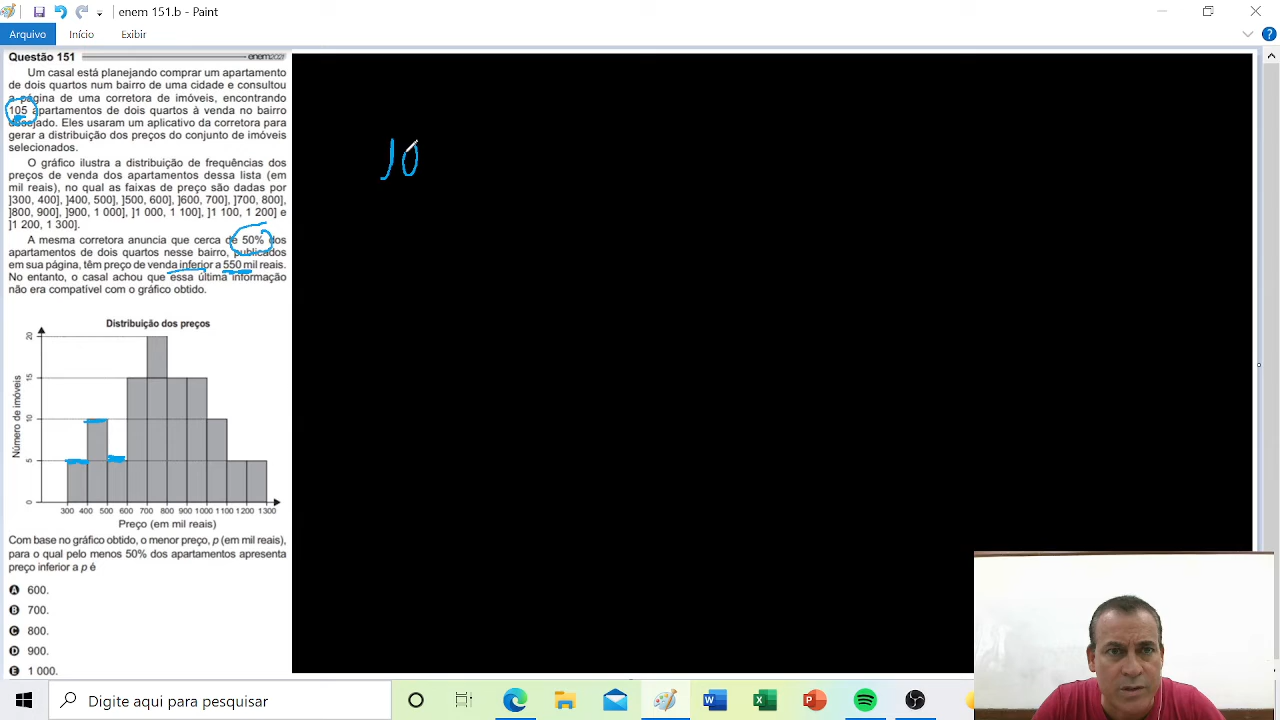 enem 151.png - Paint
Arquivo
Início
Exibir
Questão 151
enem2021
Um casal está planejando comprar um apartamento
de dois quartos num bairro de uma cidade e consultou
a página de uma corretora de imóveis, encontrando
105 apartamentos de dois quartos à venda no bairro
desejado. Eles usaram um aplicativo da corretora para
gerar a distribuição dos preços do conjunto de imóveis
selecionados.
O gráfico ilustra a distribuição de frequências dos
preços de venda dos apartamentos dessa lista (em
mil reais), no qual as faixas de preço são dadas por
]300, 400], ]400, 500], ]500, 600], ]600, 700], ]700, 800],
]800, 900], ]900, 1 000], ]1 000, 1 100], ]1 100, 1 200] e
]1 200, 1 300].
A mesma corretora anuncia que cerca de 50% dos
apartamentos de dois quartos nesse bairro, publicados
em sua página, têm preço de venda inferior a 550 mil reais.
No entanto, o casal achou que essa última informação
não era compatível com o gráfico obtido.
10
Distribuição dos preços
Número de imóveis
20
15
10
5
0
300 400 500 600 700 800 900 1000 1100 1200 1300
Preço (em mil reais)
Com base no gráfico obtido, o menor preço, p (em mil reais),
para o qual pelo menos 50% dos apartamentos apresenta
preço inferior a p é
A 600.
B 700.
C 800.
D 900.
E 1 000.
Digite aqui para pesquisar